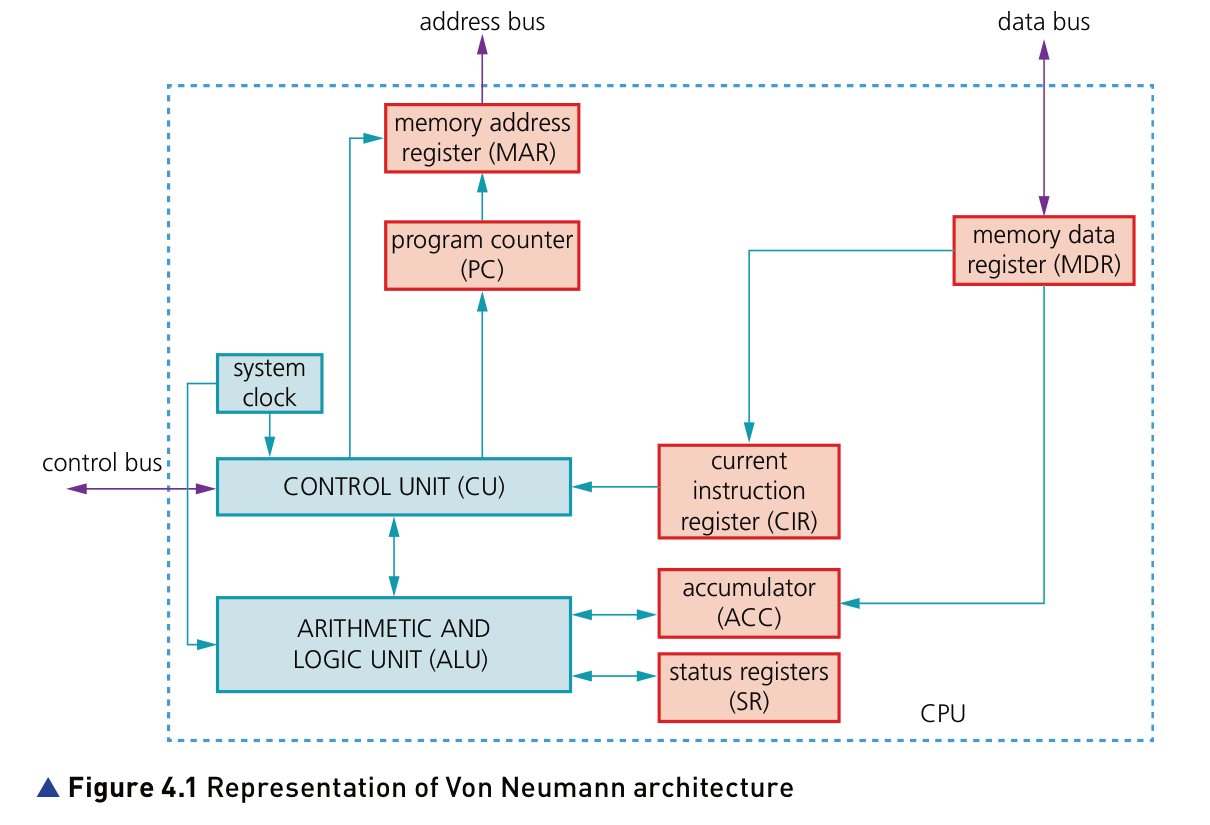 address bus
data bus
memory address
register (MAR)
program counter
(PC)
memory data
register (MDR)
system
clock
control bus
CONTROL UNIT (CU)
current
instruction
register (CIR)
ARITHMETIC AND
LOGIC UNIT (ALU)
accumulator
(ACC)
status registers
(SR)
CPU
▲ Figure 4.1 Representation of Von Neumann architecture